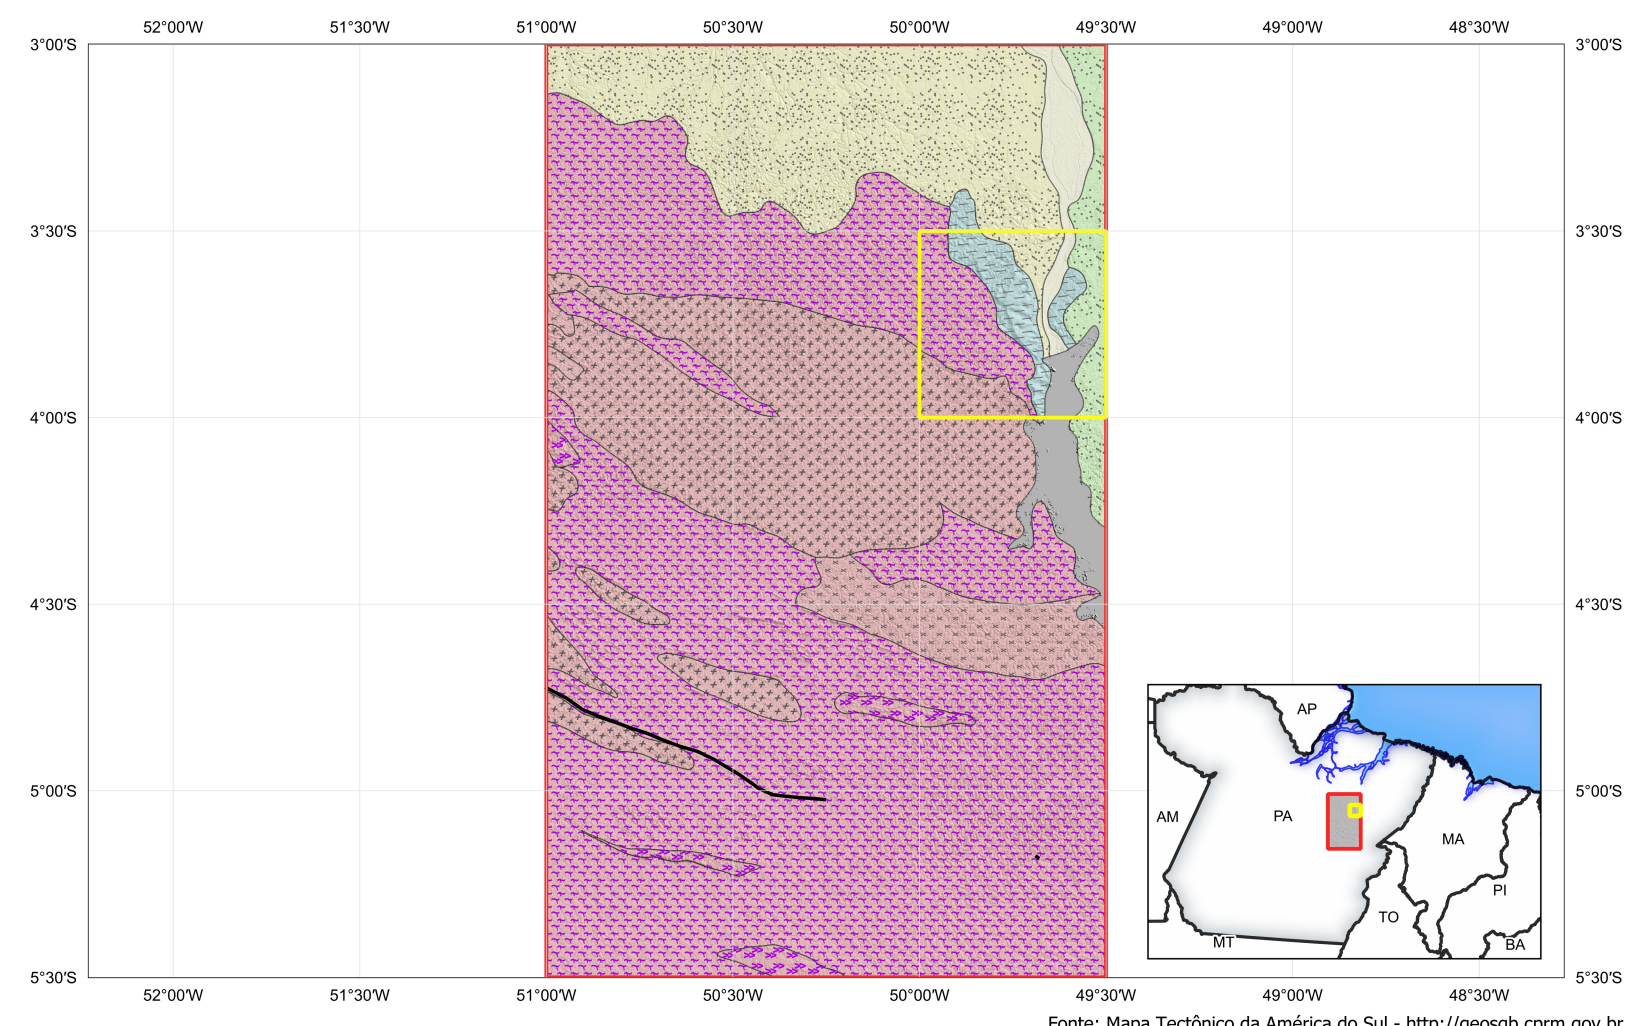 52°00′W 51°30′W 51°00′W 50°30′W 50°00′W 49°30′W 49°00′W 48°30′W
3°00′S 3°00′S
3°30′S 3°30′S
4°00′S 4°00′S
4°30′S 4°30′S
AP
5°00′S 5°00′S
AM PA MA
PI
TO
MT BA
5°30′S 5°30′S
52°00′W 51°30′W 51°00′W 50°30′W 50°00′W 49°30′W 49°00′W 48°30′W
Fonte: Mapa Tectônico da América do Sul - http://geosgb.cprm.gov.br